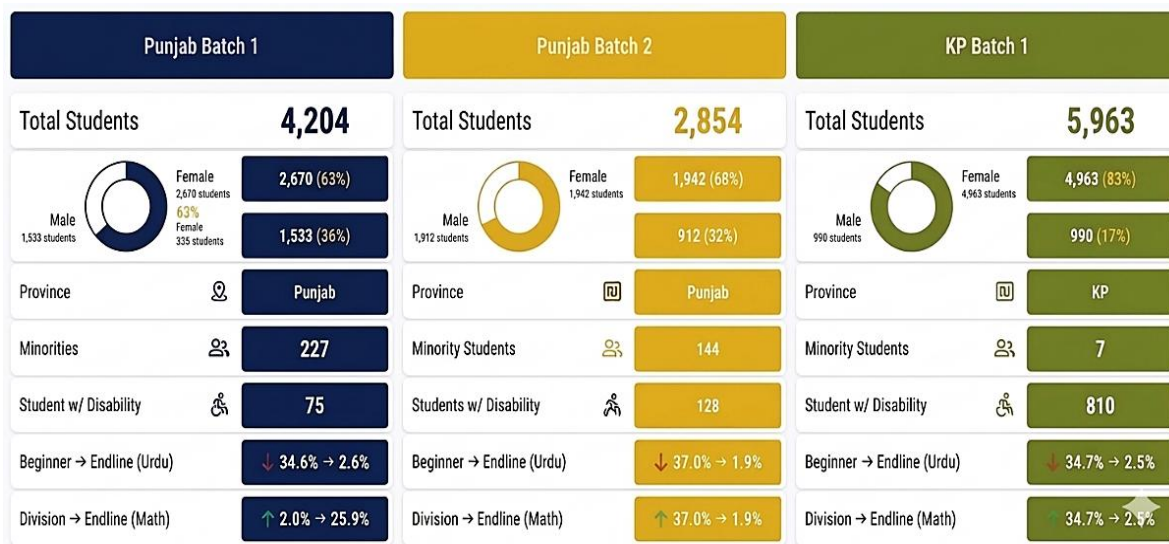 Punjab Batch 1
Total Students 4,204
Female
2,670 students
63%
Female
335 students
Male
1,533 students
2,670 (63%)
1,533 (36%)
Province Punjab
Minorities 227
Student w/ Disability 75
Beginner → Endline (Urdu) ↓ 34.6% → 2.6%
Division → Endline (Math) ↑ 2.0% → 25.9%
Punjab Batch 2
Total Students 2,854
Female
1,942 students
Male
1,912 students
1,942 (68%)
912 (32%)
Province Punjab
Minority Students 144
Students w/ Disability 128
Beginner → Endline (Urdu) ↓ 37.0% → 1.9%
Division → Endline (Math) ↑ 37.0% → 1.9%
KP Batch 1
Total Students 5,963
Female
4,963 students
Male
990 students
4,963 (83%)
990 (17%)
Province KP
Minority Students 7
Student w/ Disability 810
Beginner → Endline (Urdu) ↓ 34.7% → 2.5%
Division → Endline (Math) ↑ 34.7% → 2.5%